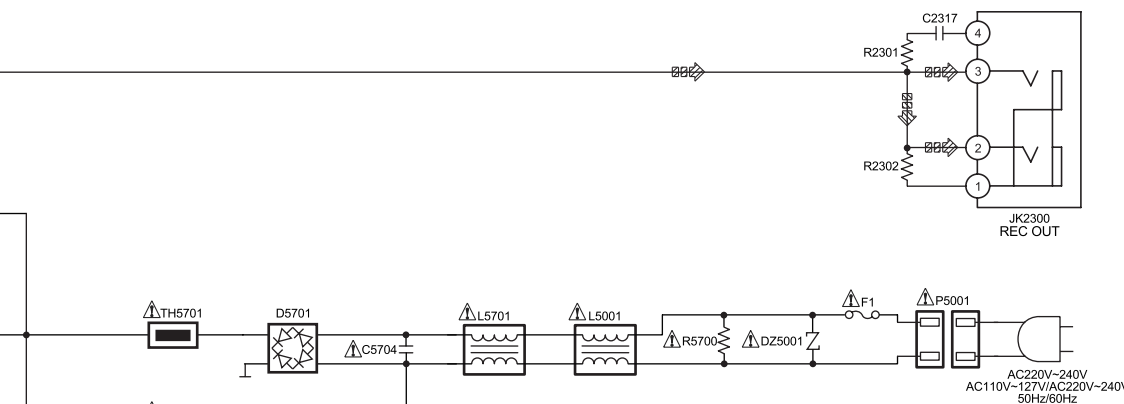 C2317
4
R2301
3
2
R2302
1
JK2300
REC OUT
TH5701
D5701
C5704
L5701
L5001
R5700
DZ5001
F1
P5001
AC220V~240V
AC110V~127V/AC220V~240V
50Hz/60Hz